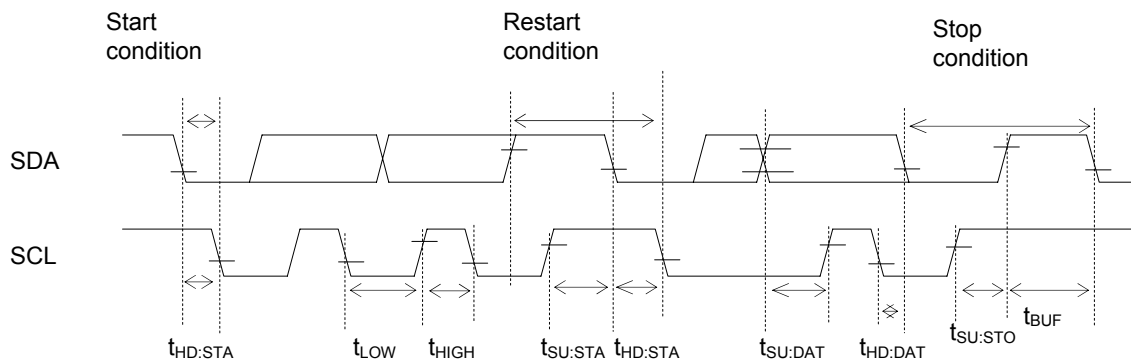 Start
condition
Restart
condition
Stop
condition
SDA
SCL
tHD:STA
tLOW
tHIGH
tSU:STA
tHD:STA
tSU:DAT
tHD:DAT
tSU:STO
tBUF